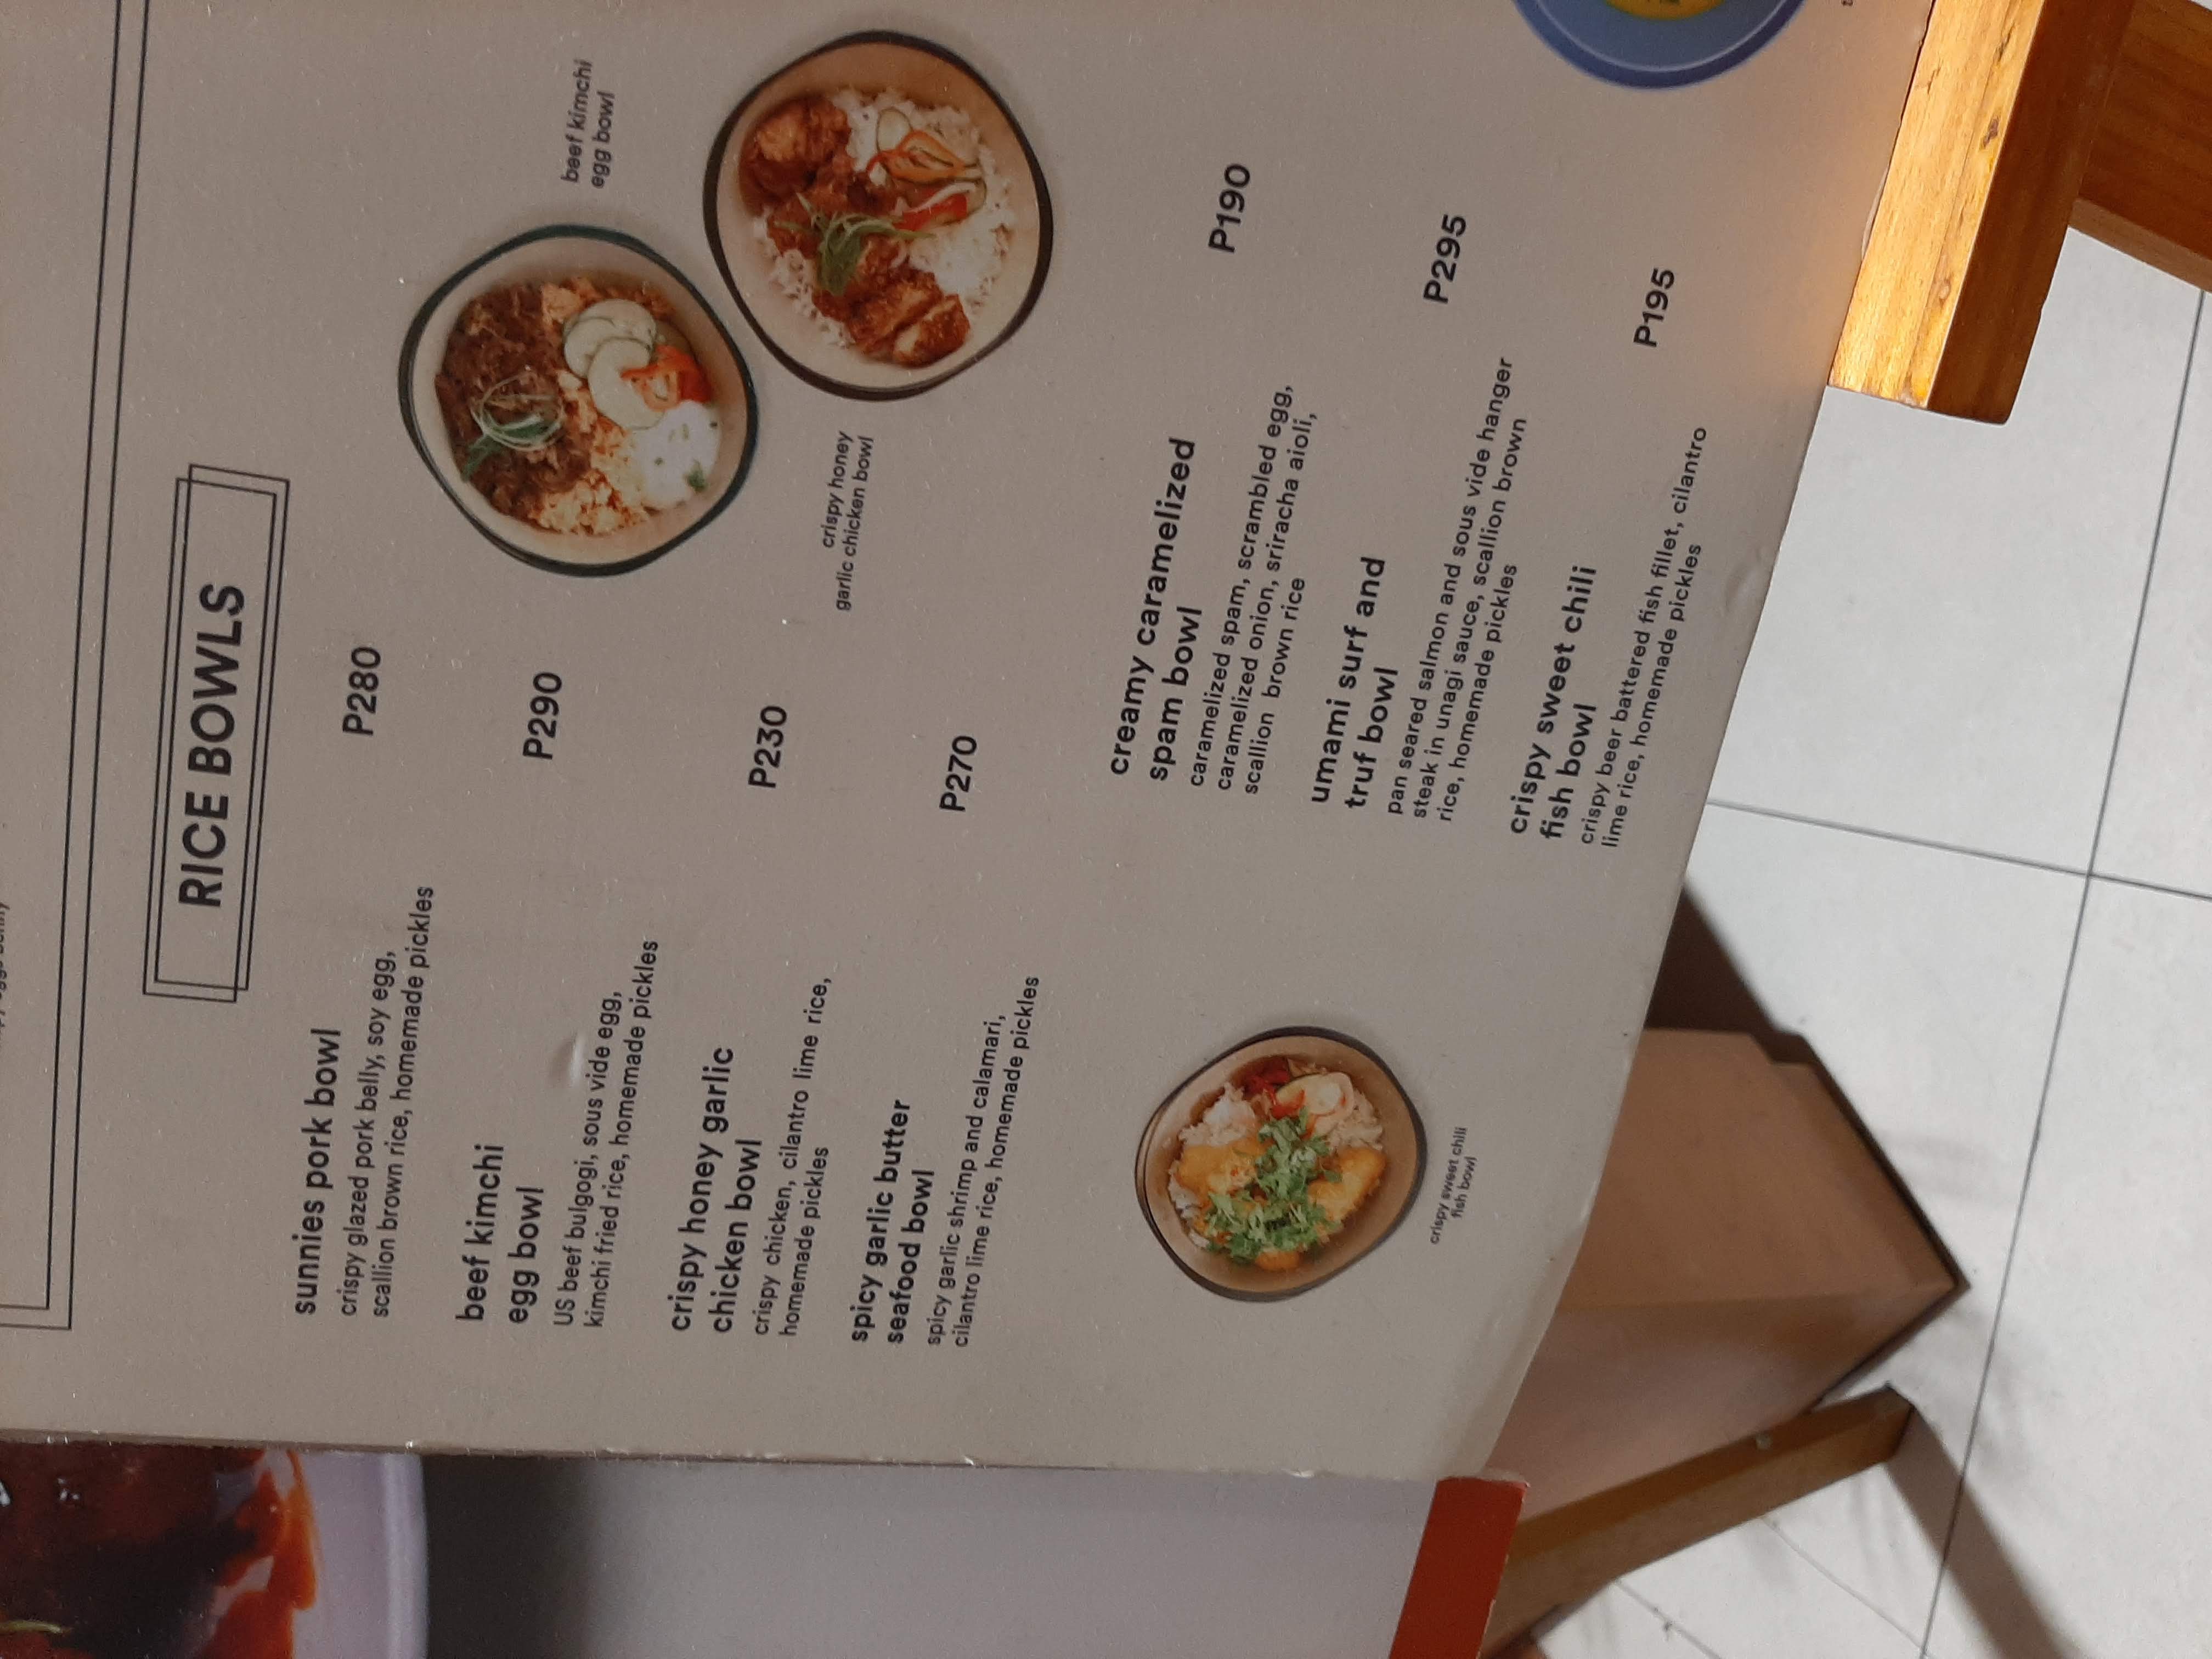 eggs benny
RICE BOWLS
sunnies pork bowl
crispy glazed pork belly, soy egg,
scallion brown rice, homemade pickles
P280
beef kimchi
egg bowl
US beef bulgogi, sous vide egg,
kimchi fried rice, homemade pickles
P290
beef kimchi
egg bowl
crispy honey garlic
chicken bowl
crispy chicken, cilantro lime rice,
homemade pickles
P230
crispy honey
garlic chicken bowl
spicy garlic butter
seafood bowl
spicy garlic shrimp and calamari,
cilantro lime rice, homemade pickles
P270
crispy sweet chili
fish bowl
creamy caramelized
spam bowl
caramelized spam, scrambled egg,
caramelized onion, sriracha aioli,
scallion brown rice
P190
umami surf and
truf bowl
pan seared salmon and sous vide hanger
steak in unagi sauce, scallion brown
rice, homemade pickles
P295
crispy sweet chili
fish bowl
crispy beer battered fish fillet, cilantro
lime rice, homemade pickles
P195